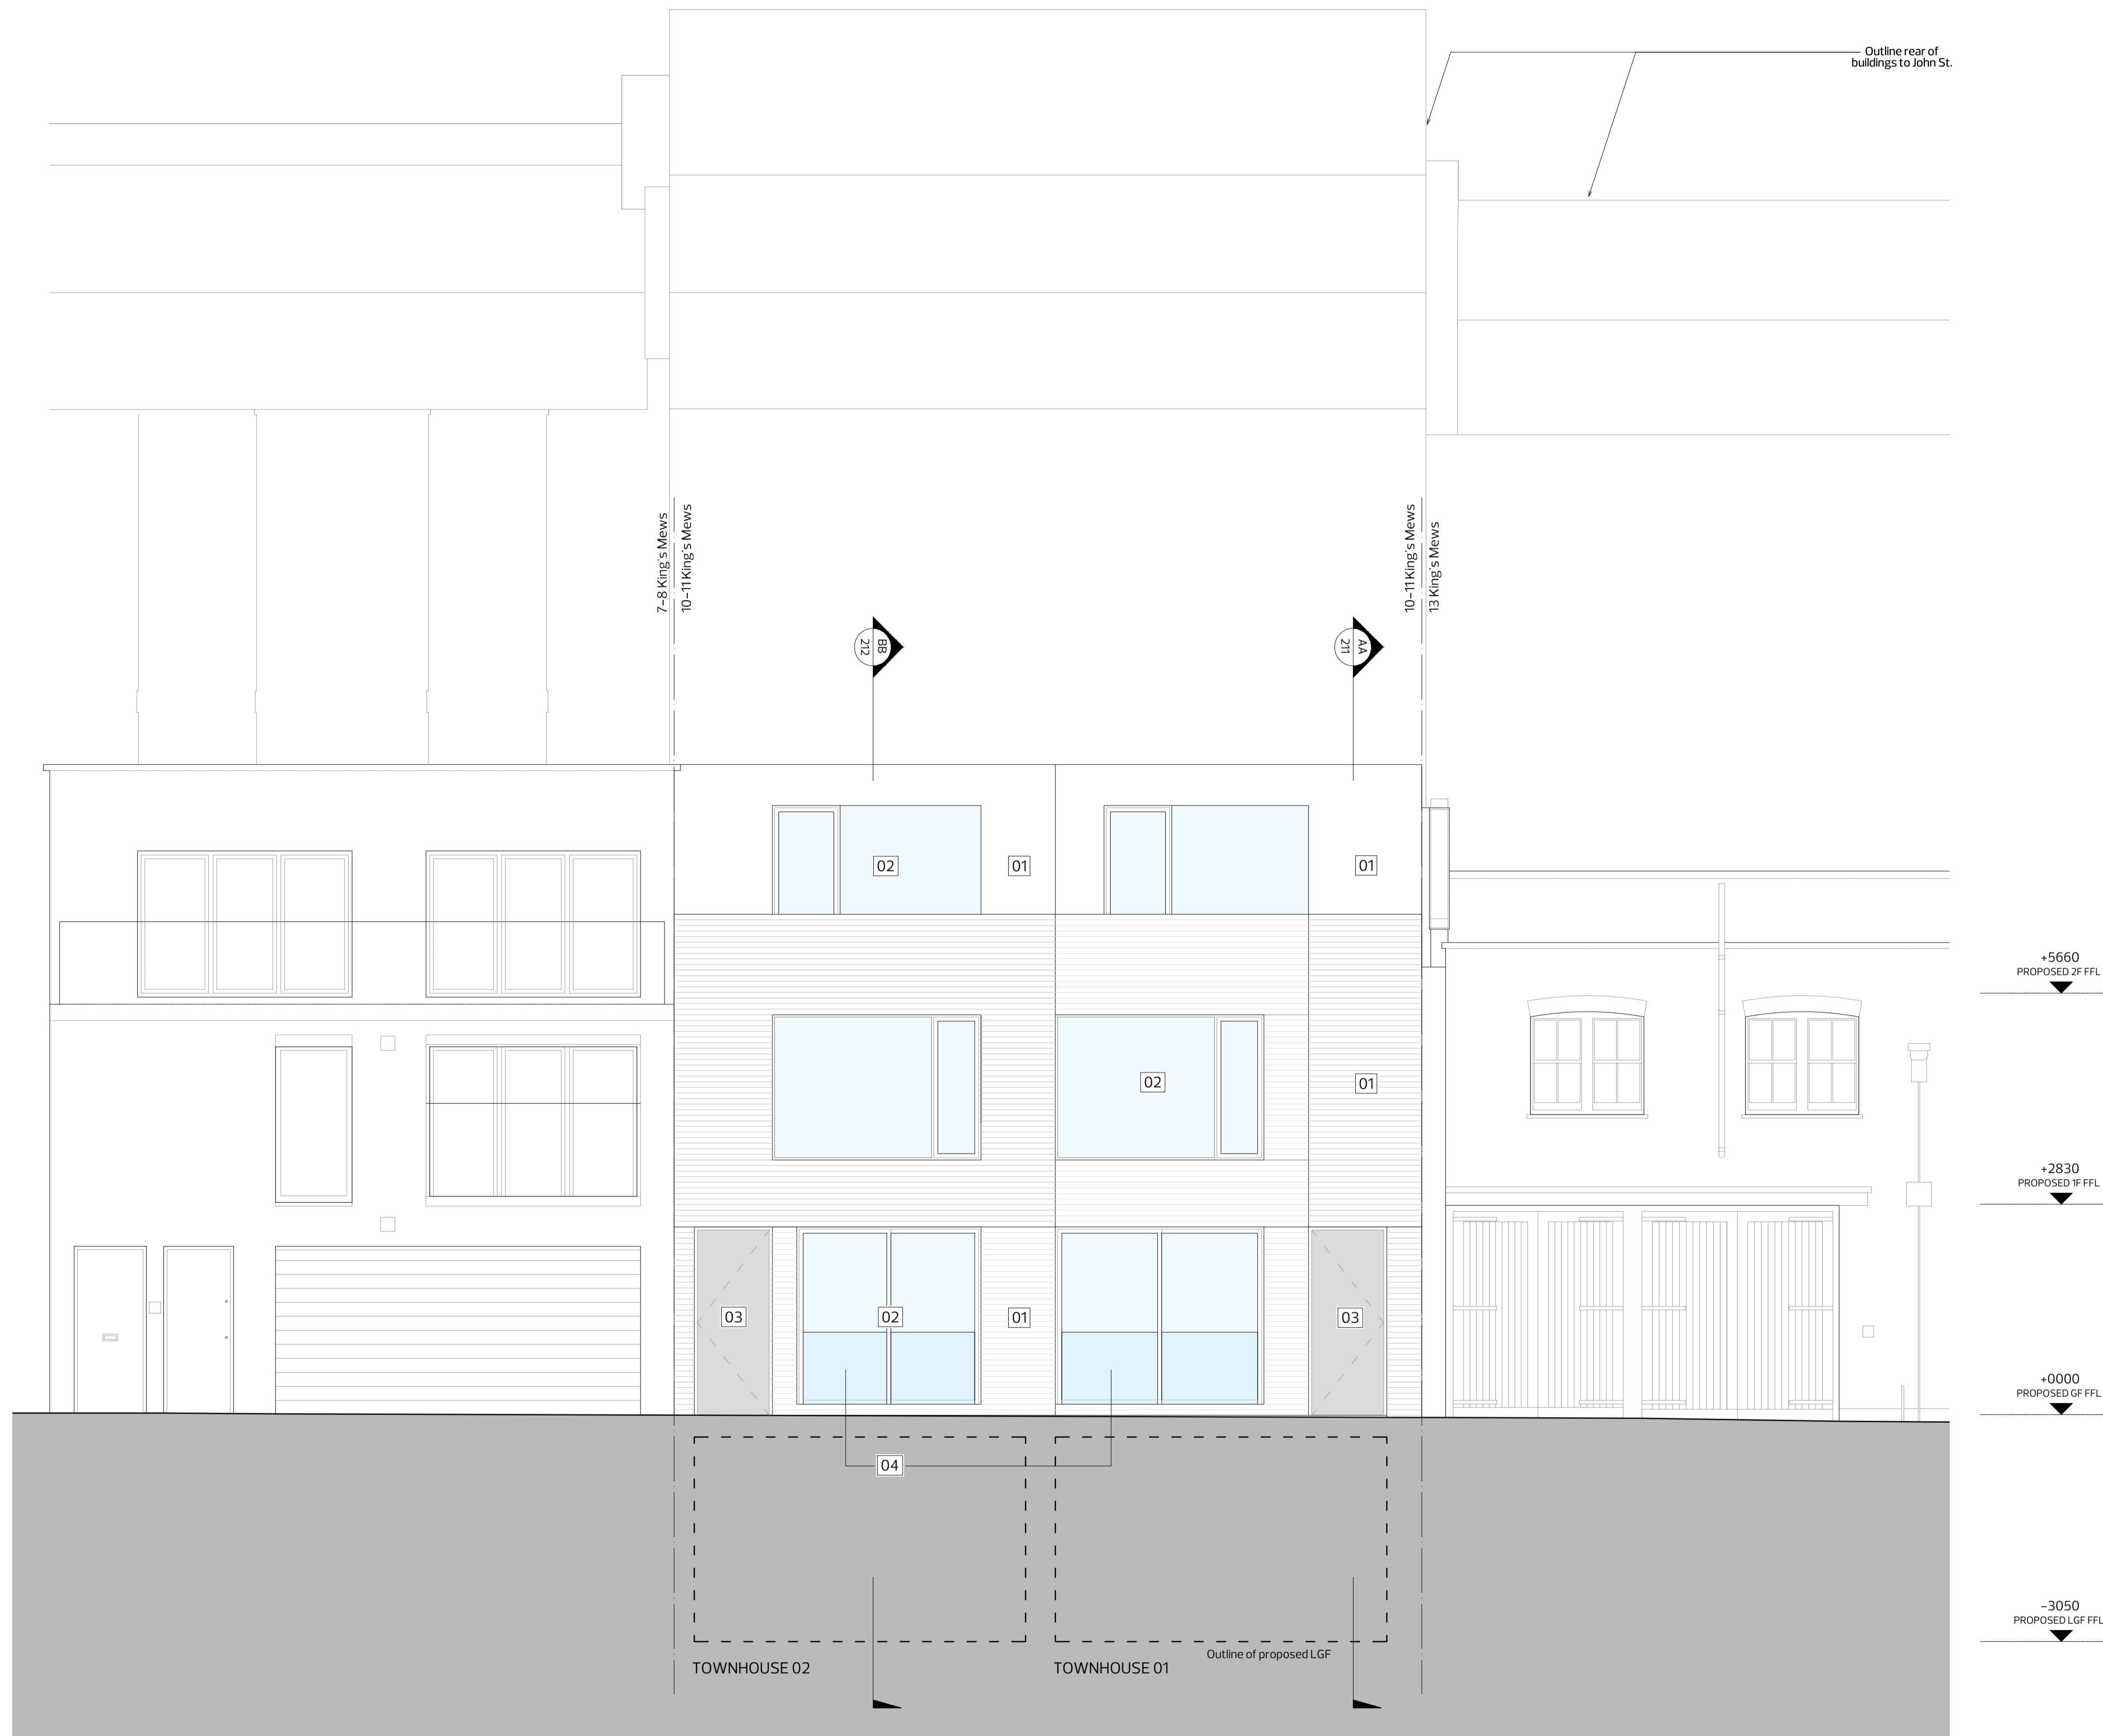 Outline rear of
buildings to John St.
7-8 King's Mews
10-11 King's Mews
10-11 King's Mews
13 King's Mews
BB
212
AA
211
02
01
01
+5660
PROPOSED 2F FFL
02
01
+2830
PROPOSED 1F FFL
03
02
01
03
+0000
PROPOSED GF FFL
04
-3050
PROPOSED LGF FFL
Outline of proposed LGF
TOWNHOUSE 02
TOWNHOUSE 01